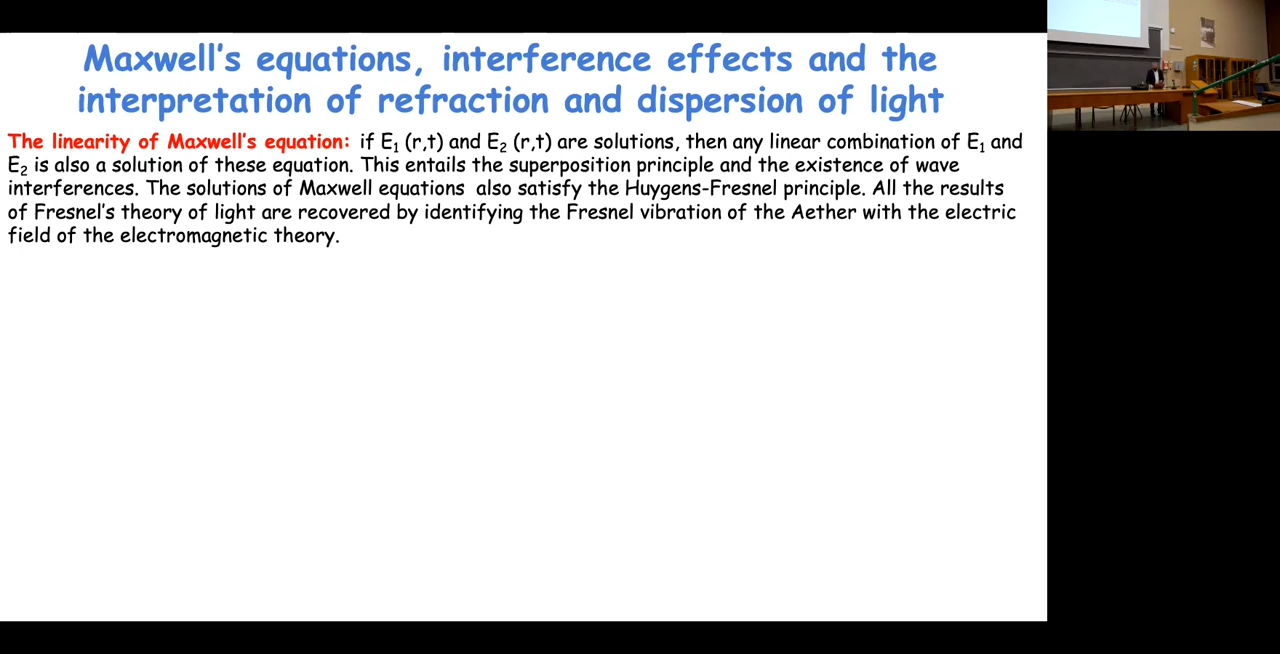 Maxwell's equations, interference effects and the
interpretation of refraction and dispersion of light
The linearity of Maxwell's equation: if E₁ (r,t) and E₂ (r,t) are solutions, then any linear combination of E₁ and
E₂ is also a solution of these equation. This entails the superposition principle and the existence of wave
interferences. The solutions of Maxwell equations also satisfy the Huygens-Fresnel principle. All the results
of Fresnel's theory of light are recovered by identifying the Fresnel vibration of the Aether with the electric
field of the electromagnetic theory.